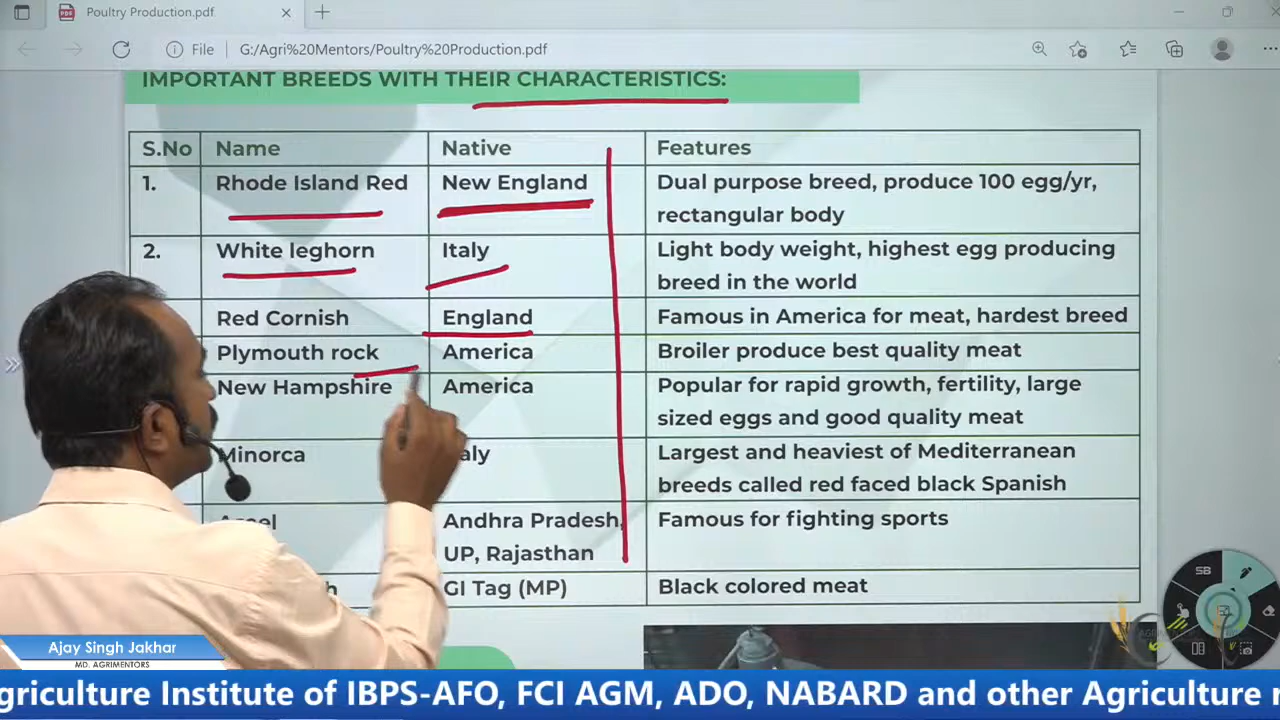 Poultry Production.pdf
File
G:/Agri%20Mentors/Poultry%20Production.pdf
IMPORTANT BREEDS WITH THEIR CHARACTERISTICS:
S.No Name Native Features
1. Rhode Island Red New England Dual purpose breed, produce 100 egg/yr,
rectangular body
2. White leghorn Italy Light body weight, highest egg producing
breed in the world
Red Cornish England Famous in America for meat, hardest breed
Plymouth rock America Broiler produce best quality meat
New Hampshire America Popular for rapid growth, fertility, large
sized eggs and good quality meat
Minorca aly Largest and heaviest of Mediterranean
breeds called red faced black Spanish
Andhra Pradesh, Famous for fighting sports
UP, Rajasthan
h GI Tag (MP) Black colored meat
SB
Ajay Singh Jakhar
MD. AGRIMENTORS
griculture Institute of IBPS-AFO, FCI AGM, ADO, NABARD and other Agriculture